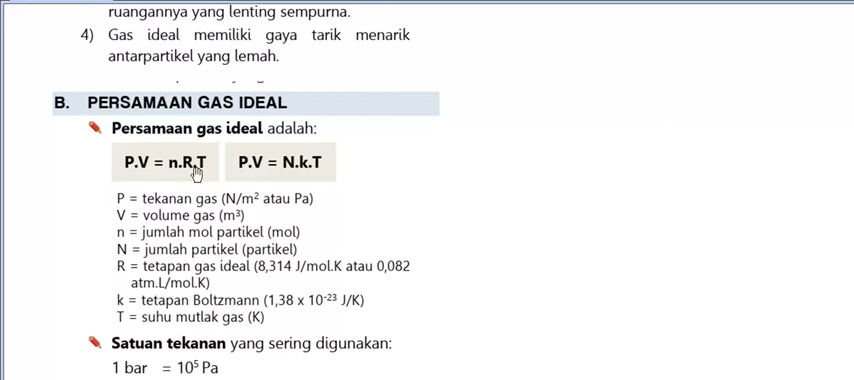 ruangannya yang lenting sempurna.
4) Gas ideal memiliki gaya tarik menarik
antarpartikel yang lemah.
B. PERSAMAAN GAS IDEAL
Persamaan gas ideal adalah:
P.V = n.R.T P.V = N.k.T
P = tekanan gas (N/m² atau Pa)
V = volume gas (m³)
n = jumlah mol partikel (mol)
N = jumlah partikel (partikel)
R = tetapan gas ideal (8,314 J/mol.K atau 0,082
atm.L/mol.K)
k = tetapan Boltzmann (1,38 x 10⁻²³ J/K)
T = suhu mutlak gas (K)
Satuan tekanan yang sering digunakan:
1 bar = 10⁵ Pa